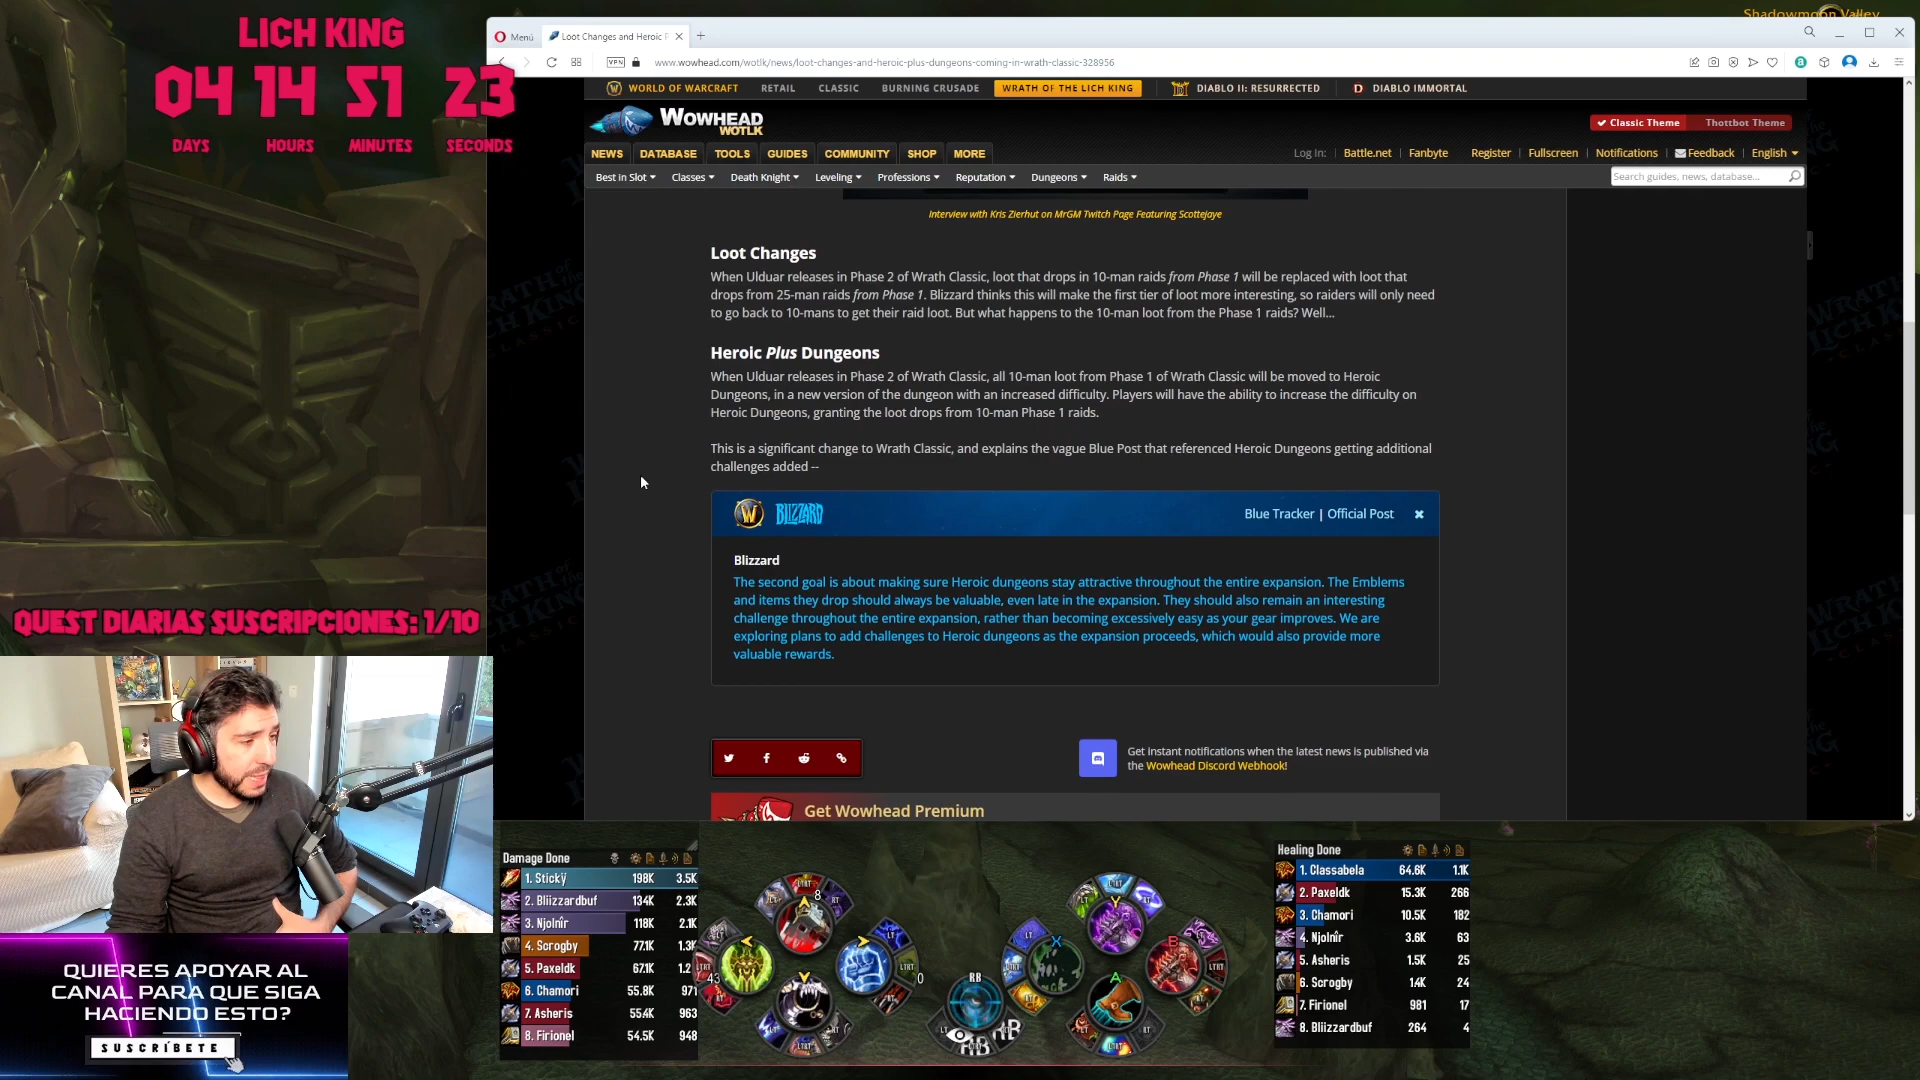 LICH KING
04 14 51 23
DAYS HOURS MINUTES SECONDS
QUEST DIARIAS SUSCRIPCIONES: 1/10
QUIERES APOYAR AL
CANAL PARA QUE SIGA
HACIENDO ESTO?
SUSCRÍBETE
Shadowmoon Valley
Menú
Loot Changes and Heroic P
VPN
www.wowhead.com/wotlk/news/loot-changes-and-heroic-plus-dungeons-coming-in-wrath-classic-328956
WORLD OF WARCRAFT RETAIL CLASSIC BURNING CRUSADE WRATH OF THE LICH KING DIABLO II: RESURRECTED DIABLO IMMORTAL
WOWHEAD
WOTLK
Classic Theme Thottbot Theme
NEWS DATABASE TOOLS GUIDES COMMUNITY SHOP MORE
Log In: Battle.net Fanbyte Register Fullscreen Notifications Feedback English
Best in Slot Classes Death Knight Leveling Professions Reputation Dungeons Raids
Search guides, news, database...
Interview with Kris Zierhut on MrGM Twitch Page Featuring Scottejaye
Loot Changes
When Ulduar releases in Phase 2 of Wrath Classic, loot that drops in 10-man raids from Phase 1 will be replaced with loot that
drops from 25-man raids from Phase 1. Blizzard thinks this will make the first tier of loot more interesting, so raiders will only need
to go back to 10-mans to get their raid loot. But what happens to the 10-man loot from the Phase 1 raids? Well...
Heroic Plus Dungeons
When Ulduar releases in Phase 2 of Wrath Classic, all 10-man loot from Phase 1 of Wrath Classic will be moved to Heroic
Dungeons, in a new version of the dungeon with an increased difficulty. Players will have the ability to increase the difficulty on
Heroic Dungeons, granting the loot drops from 10-man Phase 1 raids.
This is a significant change to Wrath Classic, and explains the vague Blue Post that referenced Heroic Dungeons getting additional
challenges added --
BLIZZARD
Blue Tracker | Official Post
Blizzard
The second goal is about making sure Heroic dungeons stay attractive throughout the entire expansion. The Emblems
and items they drop should always be valuable, even late in the expansion. They should also remain an interesting
challenge throughout the entire expansion, rather than becoming excessively easy as your gear improves. We are
exploring plans to add challenges to Heroic dungeons as the expansion proceeds, which would also provide more
valuable rewards.
Get instant notifications when the latest news is published via
the Wowhead Discord Webhook!
Get Wowhead Premium
Damage Done
1. Stickÿ 198K 3.5K
2. Bliizzardbuf 134K 2.3K
3. Njolnîr 118K 2.1K
4. Scrogby 77.1K 1.3K
5. Paxeldk 67.1K 1.2
6. Chamori 55.8K 971
7. Asheris 55.4K 963
8. Firionel 54.5K 948
8
43
0
Y
X
B
A
RB
LT
RT
LTRT
Healing Done
1. Classabela 64.6K 1.1K
2. Paxeldk 15.3K 266
3. Chamori 10.5K 182
4. Njolnîr 3.6K 63
5. Asheris 1.5K 25
6. Scrogby 1.4K 24
7. Firionel 981 17
8. Bliizzardbuf 264 4